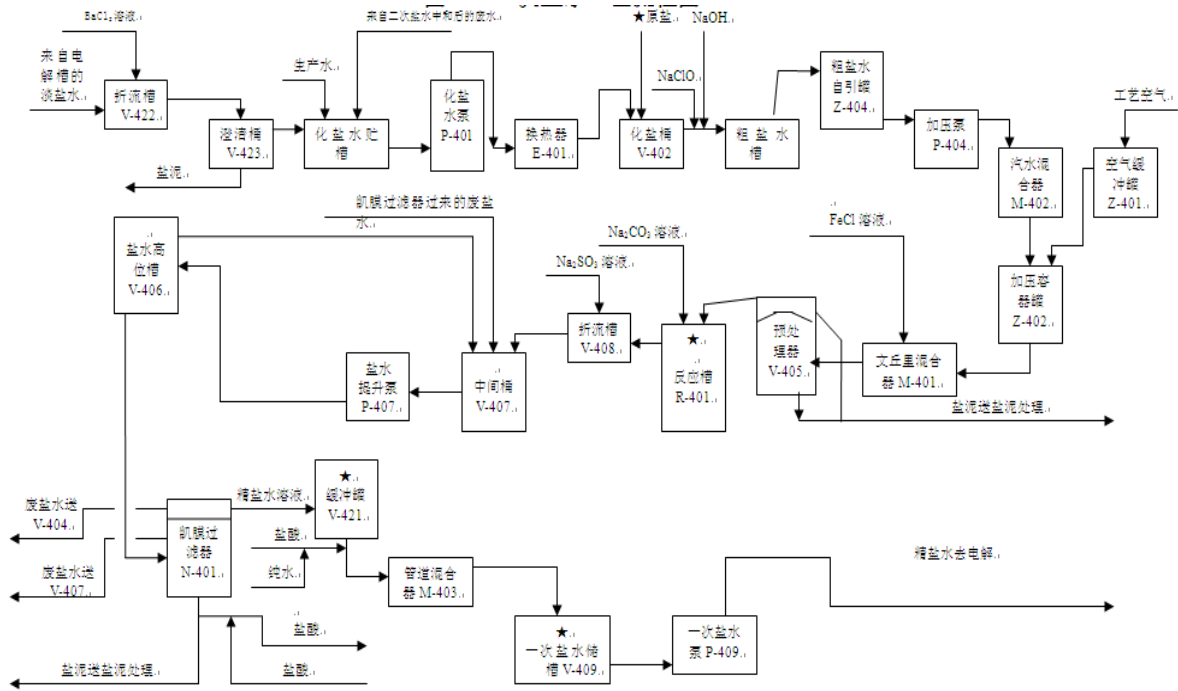 BaCl₂溶液
来自二次盐水中和后的废水
★原盐
NaOH
来自电
解槽的
淡盐水
生产水
NaClO
工艺空气
折流槽
V-422
澄清桶
V-423
化盐水贮
槽
化盐
水泵
P-401
换热器
E-401
化盐桶
V-402
粗盐水
槽
粗盐水
自引罐
Z-404
加压泵
P-404
汽水混
合器
M-402
空气缓
冲罐
Z-401
盐泥
凯膜过滤器过来的废盐
水
Na₂CO₃溶液
FeCl溶液
Na₂SO₃溶液
盐水高
位槽
V-406
盐水
提升泵
P-407
中间桶
V-407
折流槽
V-408
★
反应槽
R-401
预处
理器
V-405
文丘里混合
器 M-401
加压容
器罐
Z-402
盐泥送盐泥处理
废盐水送
V-404
精盐水溶液
★
缓冲罐
V-421
凯膜过
滤器
N-401
盐酸
纯水
废盐水送
V-407
管道混合
器 M-403
精盐水去电解
★
一次盐水储
槽 V-409
一次盐水
泵 P-409
盐酸
盐泥送盐泥处理
盐酸